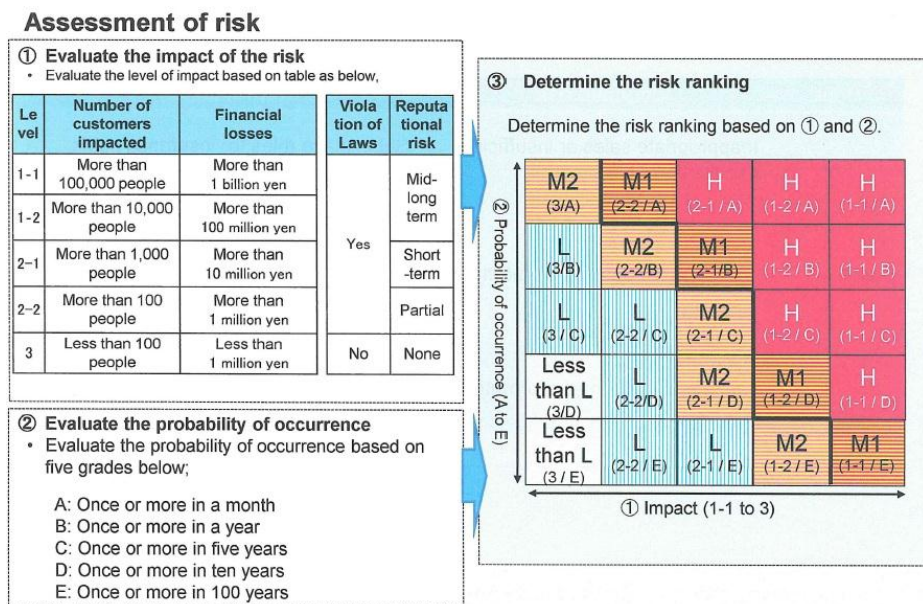 Assessment of risk
① Evaluate the impact of the risk
• Evaluate the level of impact based on table as below,
Le
vel
Number of
customers
impacted
Financial
losses
Viola
tion of
Laws
Reputa
tional
risk
1-1
More than
100,000 people
More than
1 billion yen
1-2
More than 10,000
people
More than
100 million yen
2-1
More than 1,000
people
More than
10 million yen
2-2
More than 100
people
More than
1 million yen
3
Less than 100
people
Less than
1 million yen
Yes
No
Mid-
long
term
Short
-term
Partial
None
② Evaluate the probability of occurrence
• Evaluate the probability of occurrence based on
five grades below;
A: Once or more in a month
B: Once or more in a year
C: Once or more in five years
D: Once or more in ten years
E: Once or more in 100 years
③ Determine the risk ranking
Determine the risk ranking based on ① and ②.
② Probability of occurrence (A to E)
M2
(3/A)
M1
(2-2 / A)
H
(2-1 / A)
H
(1-2 / A)
H
(1-1 / A)
L
(3/B)
M2
(2-2/B)
M1
(2-1/B)
H
(1-2 / B)
H
(1-1 / B)
L
(3 / C)
L
(2-2 / C)
M2
(2-1 / C)
H
(1-2 / C)
H
(1-1 / C)
Less
than L
(3/D)
L
(2-2/D)
M2
(2-1 / D)
M1
(1-2 / D)
H
(1-1 / D)
Less
than L
(3 / E)
L
(2-2 / E)
L
(2-1 / E)
M2
(1-2 / E)
M1
(1-1 / E)
① Impact (1-1 to 3)